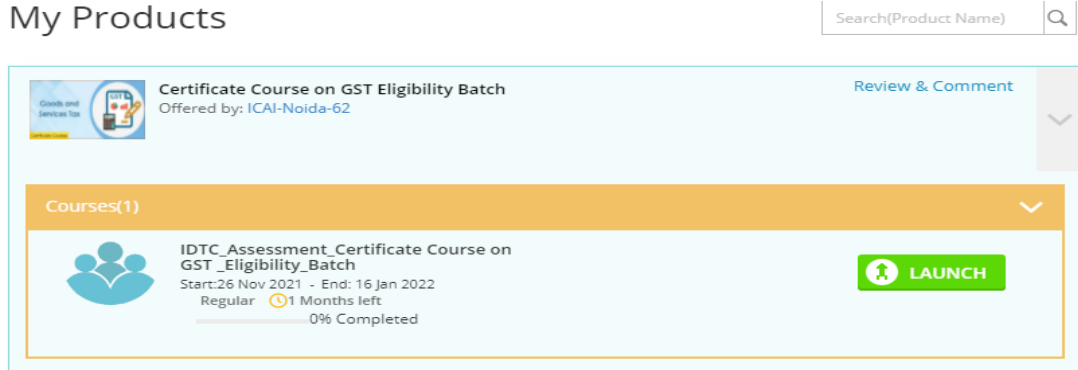 My Products
Search(Product Name)
Goods and
Services Tax
GST
Certificate Course
Certificate Course on GST Eligibility Batch
Offered by: ICAI-Noida-62
Review & Comment
Courses(1)
IDTC_Assessment_Certificate Course on
GST _Eligibility_Batch
Start:26 Nov 2021 - End: 16 Jan 2022
Regular 1 Months left
0% Completed
LAUNCH